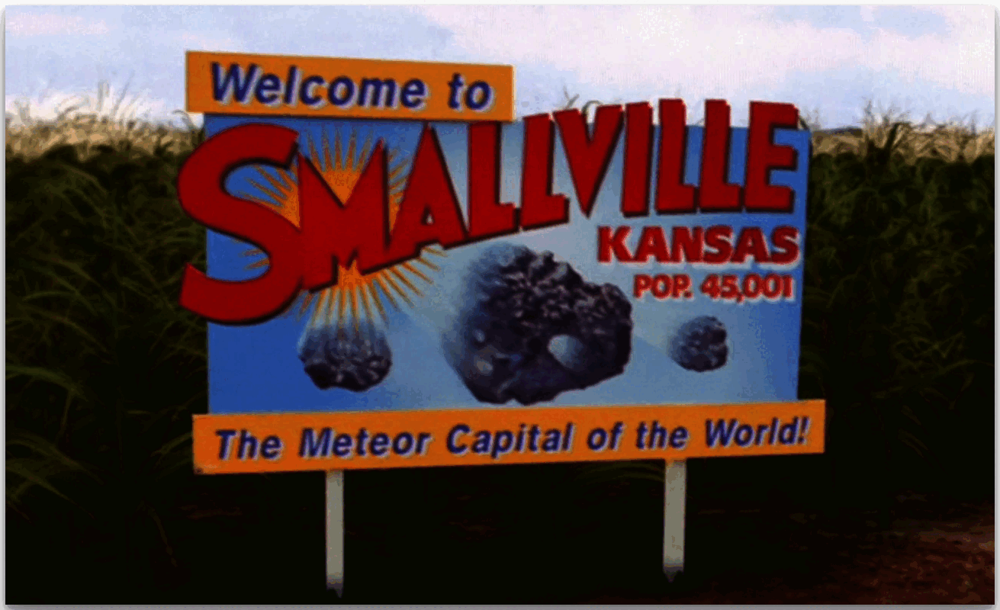 Welcome to
SMALLVILLE
KANSAS
POP. 45,001
The Meteor Capital of the World!